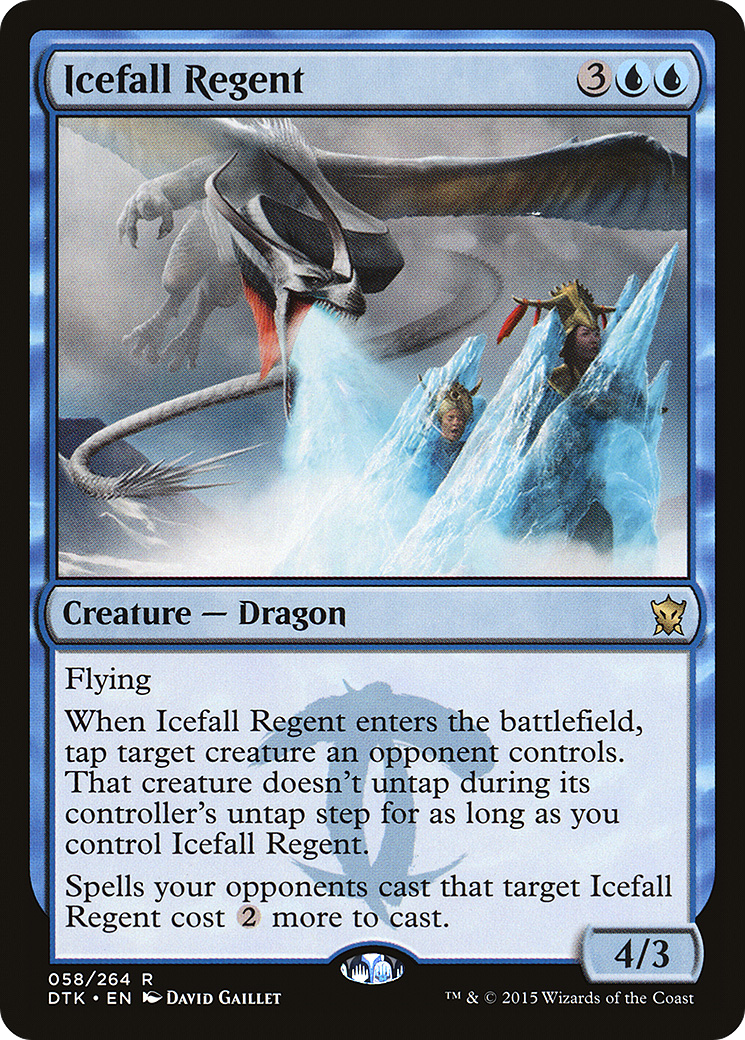 Icefall Regent 3
Creature — Dragon
Flying
When Icefall Regent enters the battlefield,
tap target creature an opponent controls.
That creature doesn't untap during its
controller's untap step for as long as you
control Icefall Regent.
Spells your opponents cast that target Icefall
Regent cost 2 more to cast.
4/3
058/264 R
DTK • EN David Gaillet
™ & © 2015 Wizards of the Coast